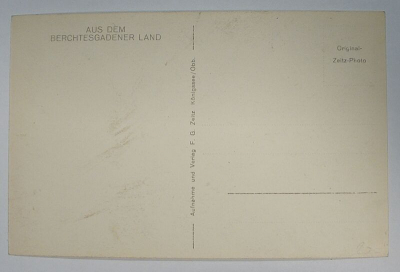 AUS DEM
BERCHTESGADENER LAND
Aufnahme und Verlag F. G. Zeitz Königssee/Obb.
Original-
Zeitz-Photo